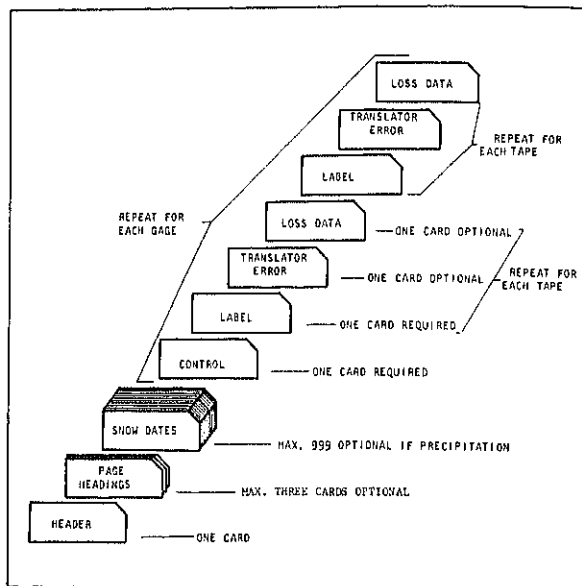 LOSS DATA
TRANSLATOR
ERROR
REPEAT FOR
EACH TAPE
LABEL
REPEAT FOR
EACH GAGE
LOSS DATA
ONE CARD OPTIONAL
TRANSLATOR
ERROR
ONE CARD OPTIONAL
REPEAT FOR
EACH TAPE
LABEL
ONE CARD REQUIRED
CONTROL
ONE CARD REQUIRED
SNOW DATES
MAX. 999 OPTIONAL IF PRECIPITATION
PAGE
HEADINGS
MAX. THREE CARDS OPTIONAL
HEADER
ONE CARD